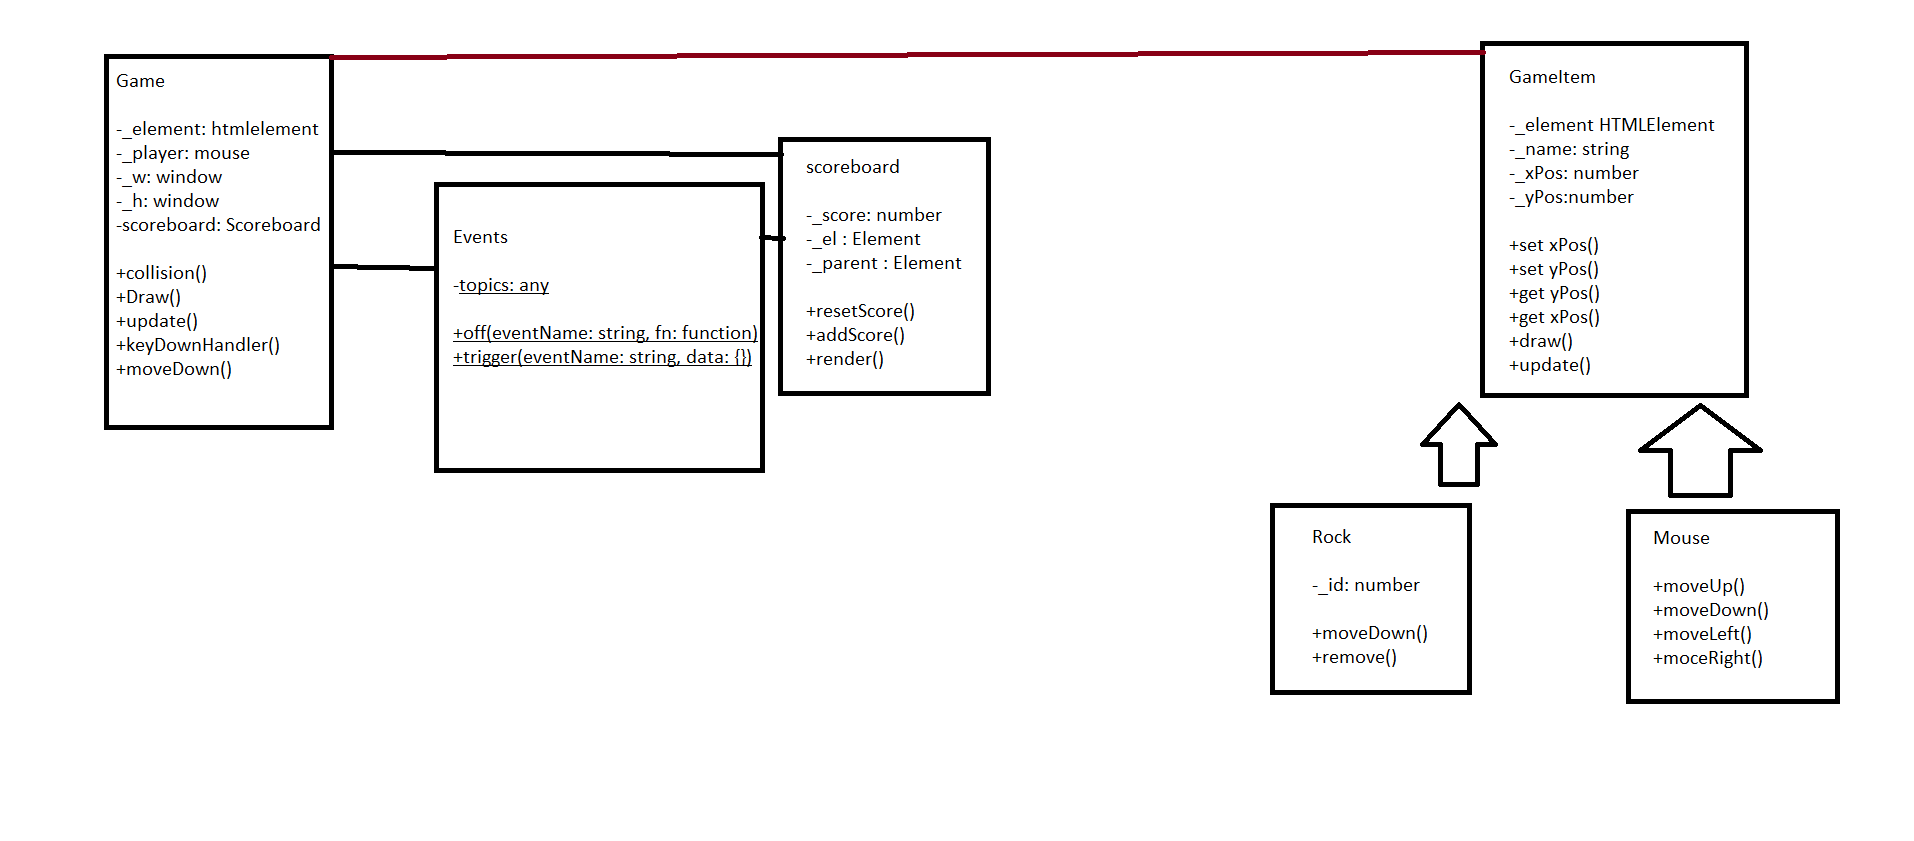 Game
-_element: htmlelement
-_player: mouse
-_w: window
-_h: window
-scoreboard: Scoreboard
+collision()
+Draw()
+update()
+keyDownHandler()
+moveDown()
Events
-topics: any
+off(eventName: string, fn: function)
+trigger(eventName: string, data: {})
scoreboard
-_score: number
-_el : Element
-_parent : Element
+resetScore()
+addScore()
+render()
GameItem
-_element HTMLElement
-_name: string
-_xPos: number
-_yPos:number
+set xPos()
+set yPos()
+get yPos()
+get xPos()
+draw()
+update()
Rock
-_id: number
+moveDown()
+remove()
Mouse
+moveUp()
+moveDown()
+moveLeft()
+moceRight()